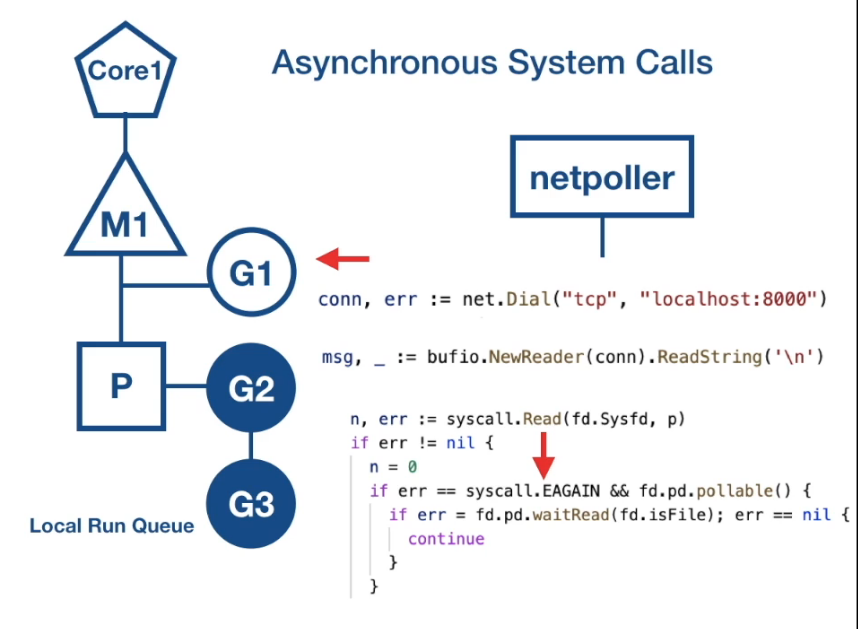 Core1
Asynchronous System Calls
netpoller
M1
G1
conn, err := net.Dial("tcp", "localhost:8000")
msg, _ := bufio.NewReader(conn).ReadString('\n')
P
G2
n, err := syscall.Read(fd.Sysfd, p)
if err != nil {
n = 0
if err == syscall.EAGAIN && fd.pd.pollable() {
if err = fd.pd.waitRead(fd.isFile); err == nil {
continue
}
}
G3
Local Run Queue